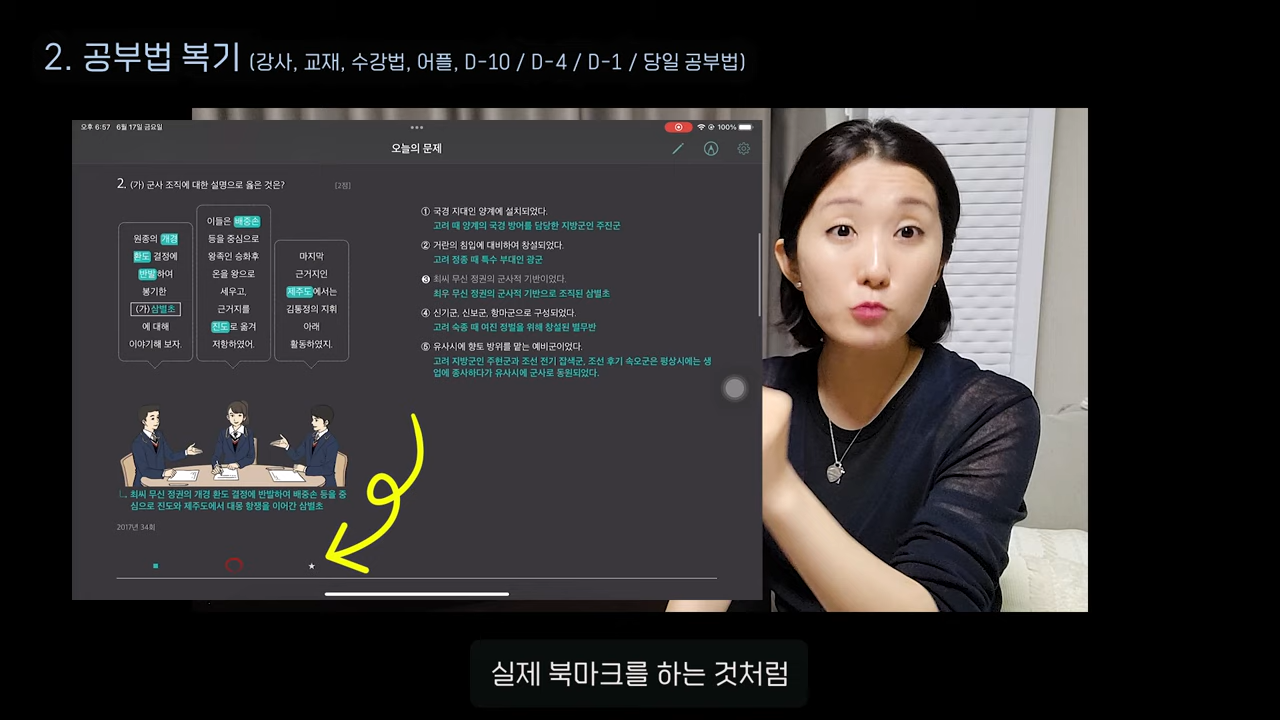 2. 공부법 복기 (강사, 교재, 수강법, 어플, D-10 / D-4 / D-1 / 당일 공부법)
오후 6:57 6월 17일 금요일
100%
오늘의 문제
2. (가) 군사 조직에 대한 설명으로 옳은 것은?
[2점]
원종의 개경
환도 결정에
반발하여
봉기한
(가)삼별초
에 대해
이야기해 보자.
이들은 배중손
등을 중심으로
왕족인 승화후
온을 왕으로
세우고,
근거지를
진도로 옮겨
저항하였어.
마지막
근거지인
제주도에서는
김통정의 지휘
아래
활동하였지.
최씨 무신 정권의 개경 환도 결정에 반발하여 배중손 등을 중
심으로 진도와 제주도에서 대몽 항쟁을 이어간 삼별초
2017년 34회
① 국경 지대인 양계에 설치되었다.
고려 때 양계의 국경 방어를 담당한 지방군인 주진군
② 거란의 침입에 대비하여 창설되었다.
고려 정종 때 특수 부대인 광군
❸ 최씨 무신 정권의 군사적 기반이었다.
최우 무신 정권의 군사적 기반으로 조직된 삼별초
④ 신기군, 신보군, 항마군으로 구성되었다.
고려 숙종 때 여진 정벌을 위해 창설된 별무반
⑤ 유사시에 향토 방위를 맡는 예비군이었다.
고려 지방군인 주현군과 조선 전기 잡색군, 조선 후기 속오군은 평상시에는 생
업에 종사하다가 유사시에 군사로 동원되었다.
실제 북마크를 하는 것처럼